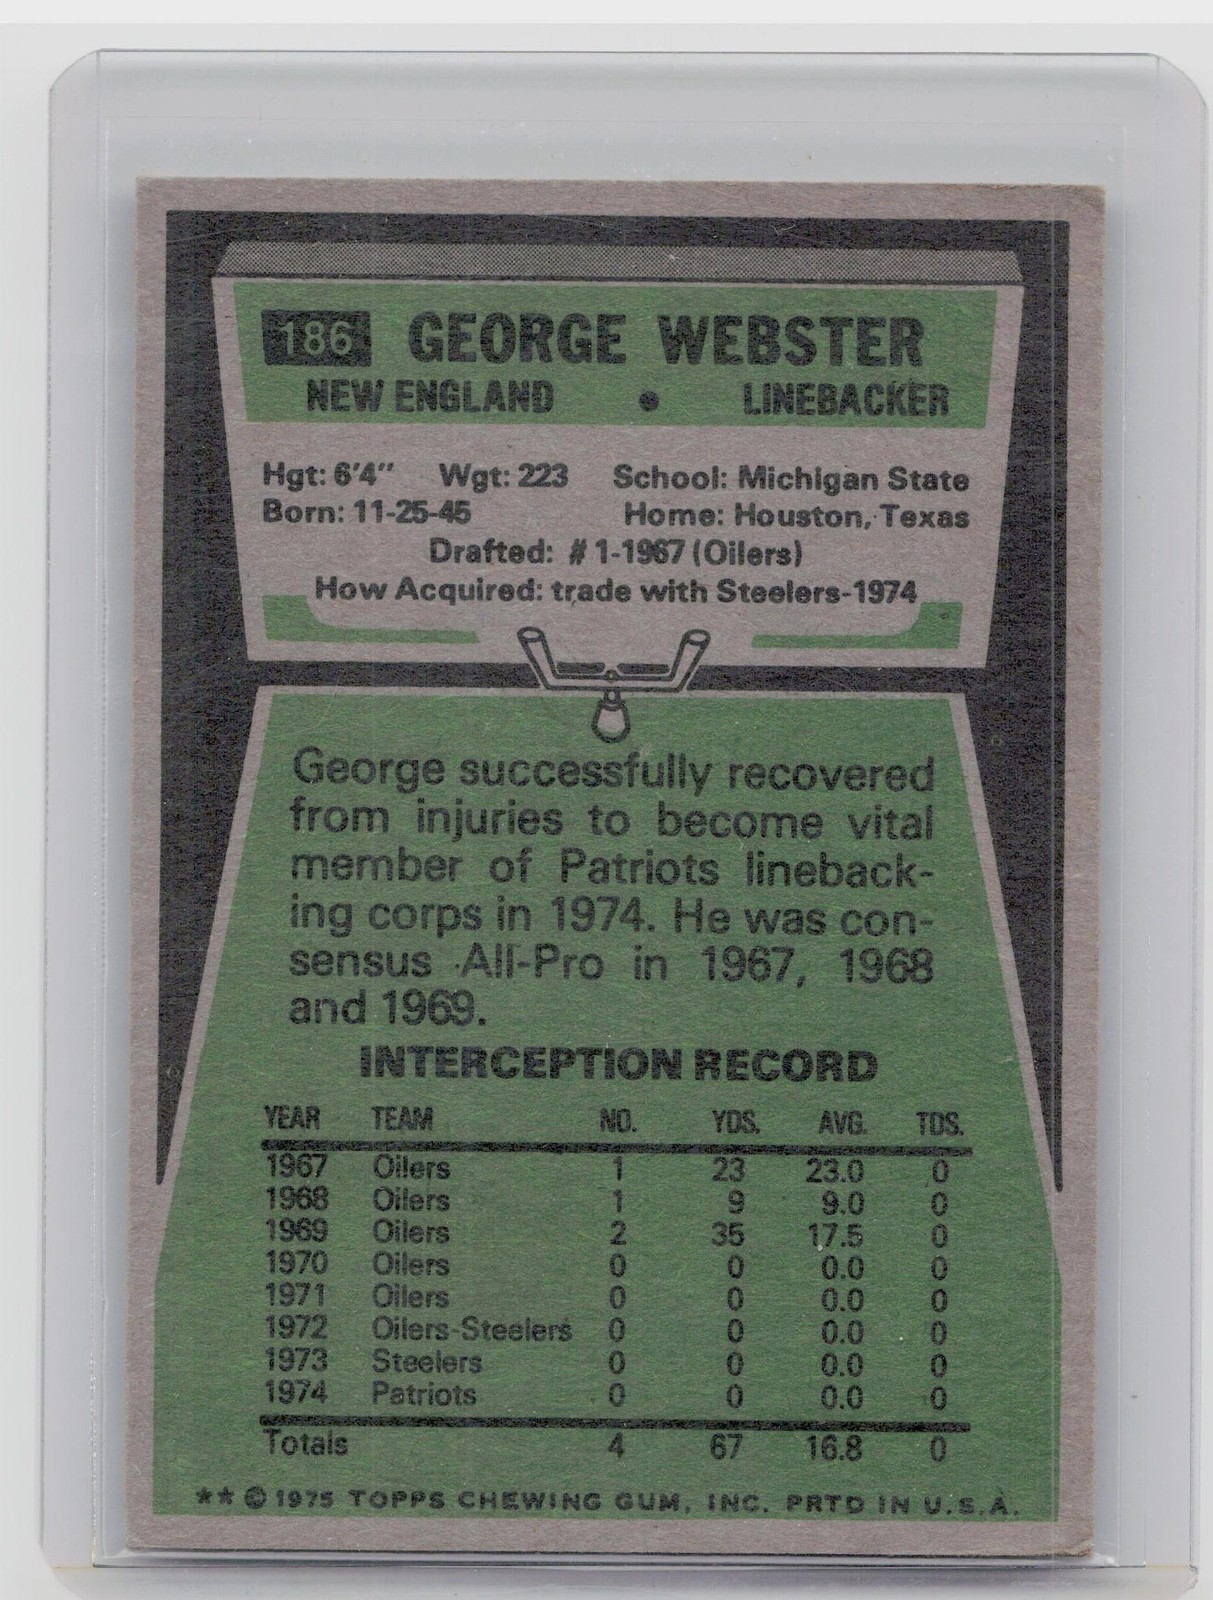 186 GEORGE WEBSTER
NEW ENGLAND • LINEBACKER
Hgt: 6'4" Wgt: 223 School: Michigan State
Born: 11-25-45 Home: Houston, Texas
Drafted: #1-1967 (Oilers)
How Acquired: trade with Steelers-1974
George successfully recovered
from injuries to become vital
member of Patriots lineback-
ing corps in 1974. He was con-
sensus All-Pro in 1967, 1968
and 1969.
INTERCEPTION RECORD
YEAR TEAM NO. YDS. AVG. TDS.
1967 Oilers 1 23 23.0 0
1968 Oilers 1 9 9.0 0
1969 Oilers 2 35 17.5 0
1970 Oilers 0 0 0.0 0
1971 Oilers 0 0 0.0 0
1972 Oilers-Steelers 0 0 0.0 0
1973 Steelers 0 0 0.0 0
1974 Patriots 0 0 0.0 0
Totals 4 67 16.8 0
** © 1975 TOPPS CHEWING GUM, INC. PRTD IN U.S.A.